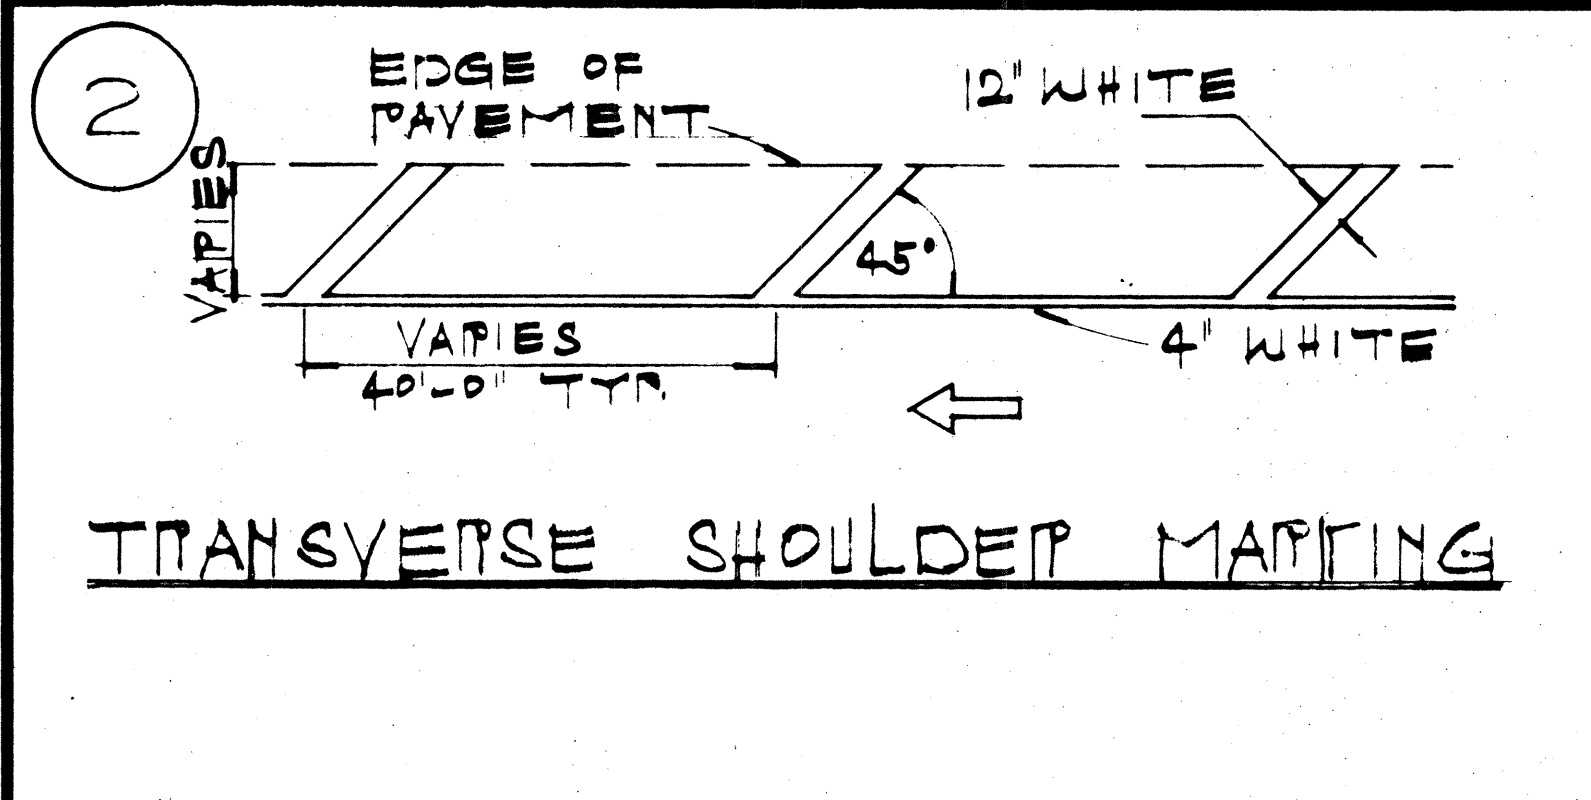 2
EDGE OF
PAVEMENT
12" WHITE
VARIES
45°
VARIES
40'-0" TYP.
4" WHITE
TRANSVERSE SHOULDER MARKING